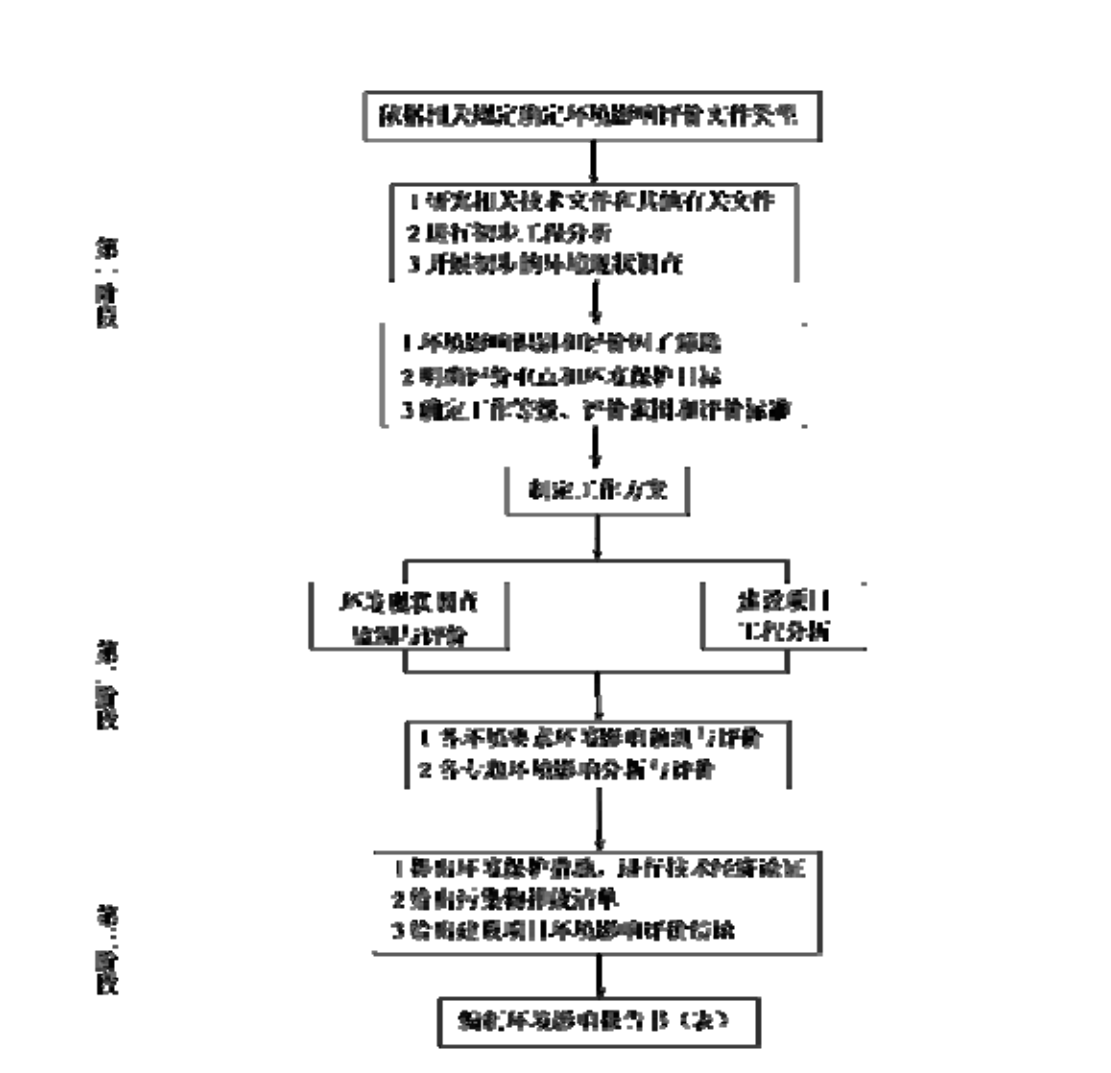 依据相关规定确定环境影响评价文件类型
第一阶段
1 研究相关技术文件和其他有关文件
2 进行初步工程分析
3 开展初步的环境现状调查
1 环境影响识别和评价因子筛选
2 明确评价重点和环境保护目标
3 确定工作等级、评价范围和评价标准
制定工作方案
第二阶段
环境现状调查
监测与评价
建设项目
工程分析
1 各环境要素环境影响预测与评价
2 各专题环境影响分析与评价
第三阶段
1 提出环境保护措施，进行技术经济论证
2 给出污染物排放清单
3 给出建设项目环境影响评价结论
编制环境影响报告书（表）